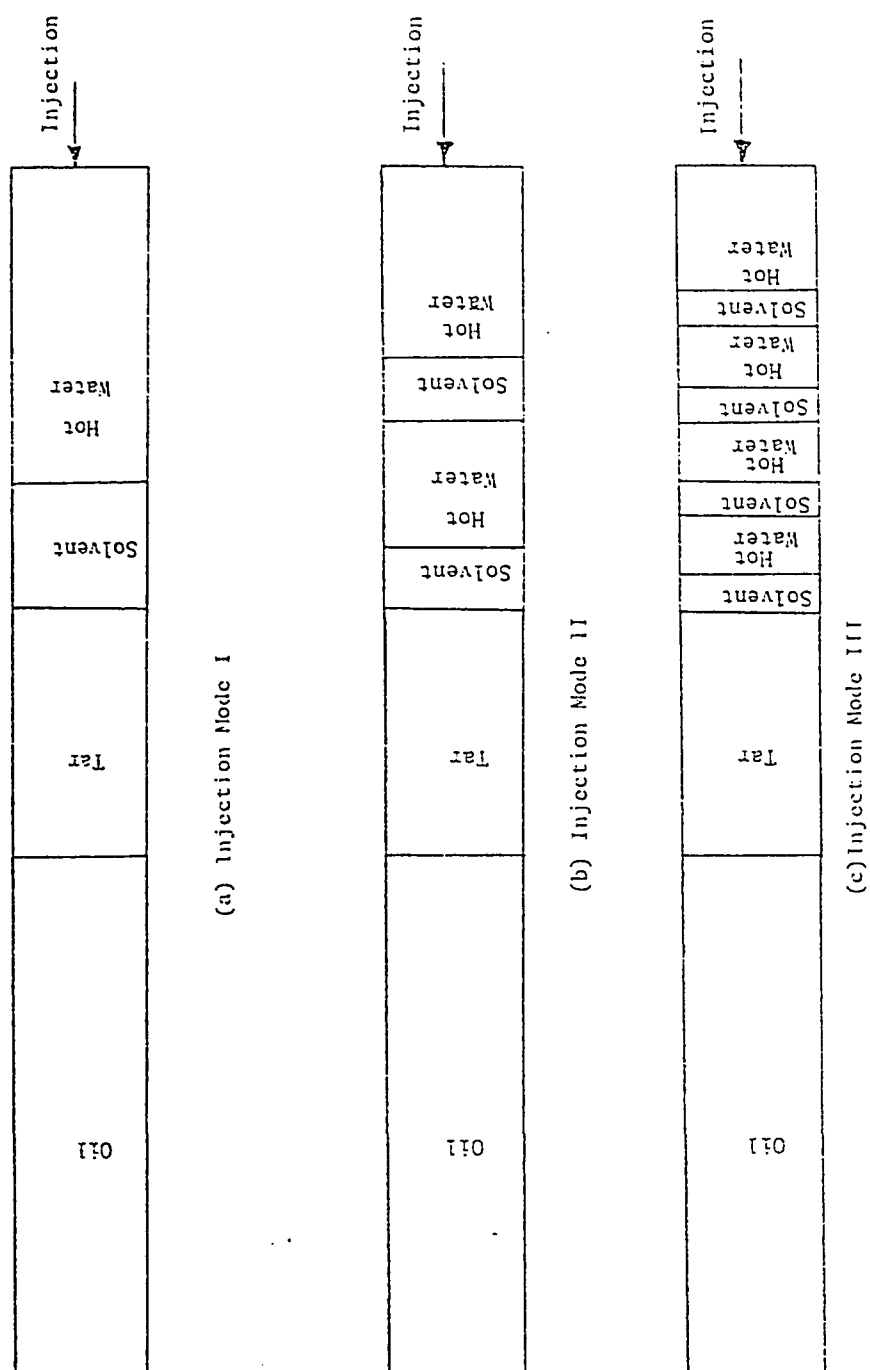 Injection
Hot
Water
Solvent
Tar
Oil
(a) Injection Mode I
Injection
Hot
Water
Solvent
Hot
Water
Solvent
Tar
Oil
(b) Injection Mode II
Injection
Hot
Water
Solvent
Hot
Water
Solvent
Hot
Water
Solvent
Hot
Water
Solvent
Tar
Oil
(c)Injection Mode III